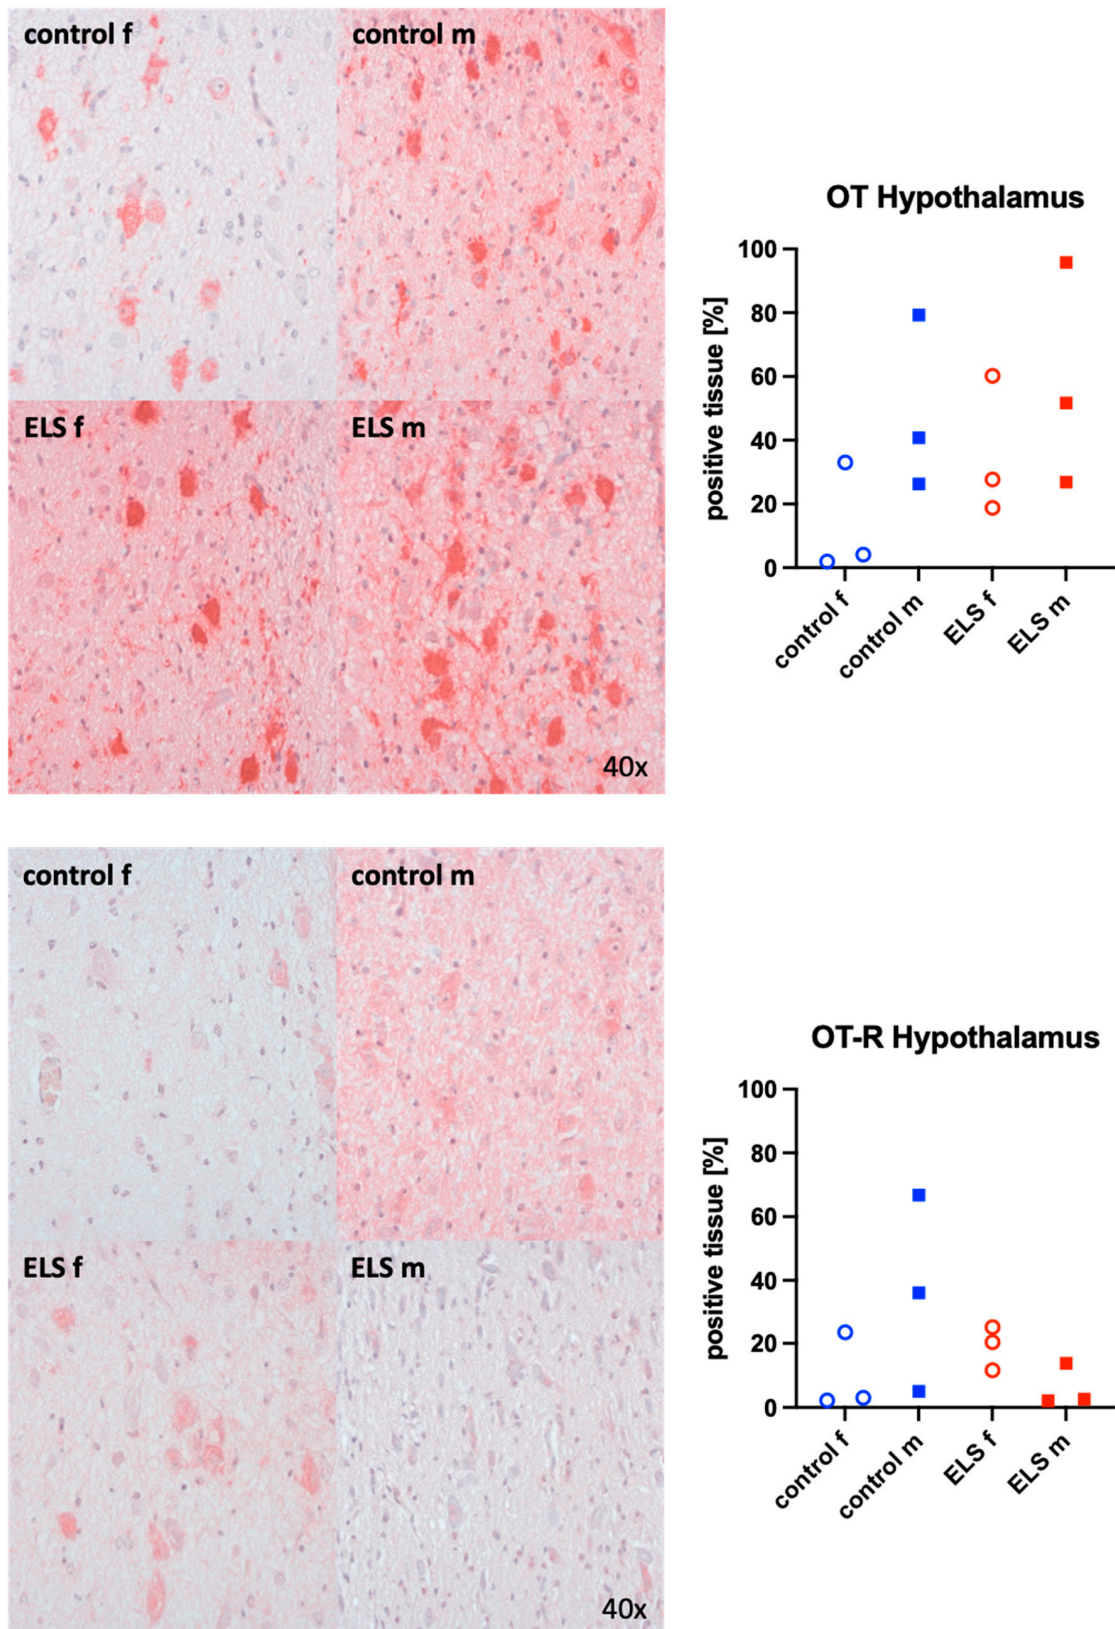 control f
control m
ELS f
ELS m
40x
OT Hypothalamus
positive tissue [%]
100
80
60
40
20
0
control f
control m
ELS f
ELS m
control f
control m
ELS f
ELS m
40x
OT-R Hypothalamus
positive tissue [%]
100
80
60
40
20
0
control f
control m
ELS f
ELS m